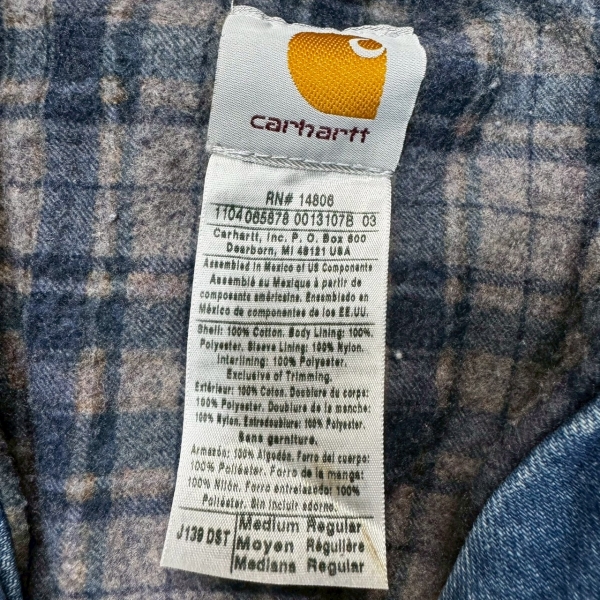 carhartt
RN# 14806
1104065878 0013107B 03
Carhartt, Inc. P. O. Box 600
Dearborn, MI 48121 USA
Assembled in Mexico of US Components
Assemblé au Mexique à partir de
composants américains. Ensamblado en
México de componentes de los EE.UU.
Shell: 100% Cotton. Body Lining: 100%
Polyester. Sleeve Lining: 100% Nylon.
Interlining: 100% Polyester.
Exclusive of Trimming.
Extérieur: 100% Coton. Doublure du corps:
100% Polyester. Doublure de la manche:
100% Nylon. Entredoublure: 100% Polyester.
Sans garniture.
Armazón: 100% Algodón. Forro del cuerpo:
100% Poliéster. Forro de la manga:
100% Nilón. Forro entrelazado: 100%
Poliéster. Sin incluir adorno.
J139 DST
Medium Regular
Moyen Régulière
Mediana Regular